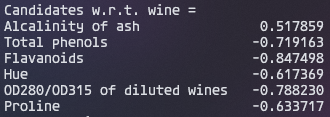 Candidates w.r.t. wine =
Alcalinity of ash 0.517859
Total phenols -0.719163
Flavanoids -0.847498
Hue -0.617369
OD280/OD315 of diluted wines -0.788230
Proline -0.633717